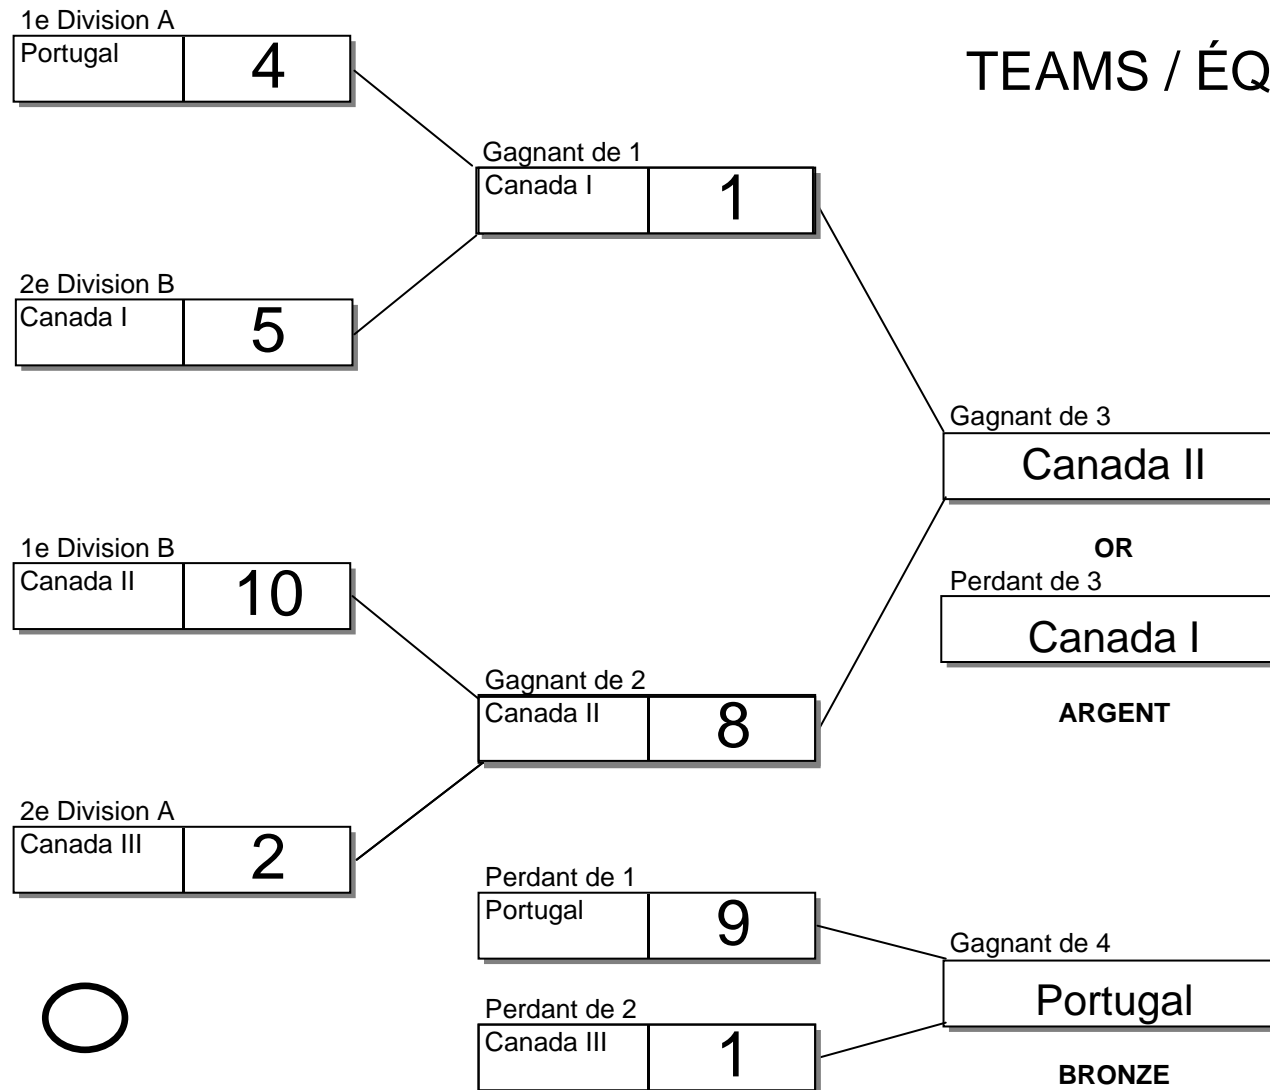 TEAMS / ÉQ
1e Division A
Portugal
4
Gagnant de 1
Canada I
1
2e Division B
Canada I
5
Gagnant de 3
Canada II
OR
1e Division B
Canada II
10
Perdant de 3
Canada I
ARGENT
Gagnant de 2
Canada II
8
2e Division A
Canada III
2
Perdant de 1
Portugal
9
Gagnant de 4
Portugal
BRONZE
Perdant de 2
Canada III
1